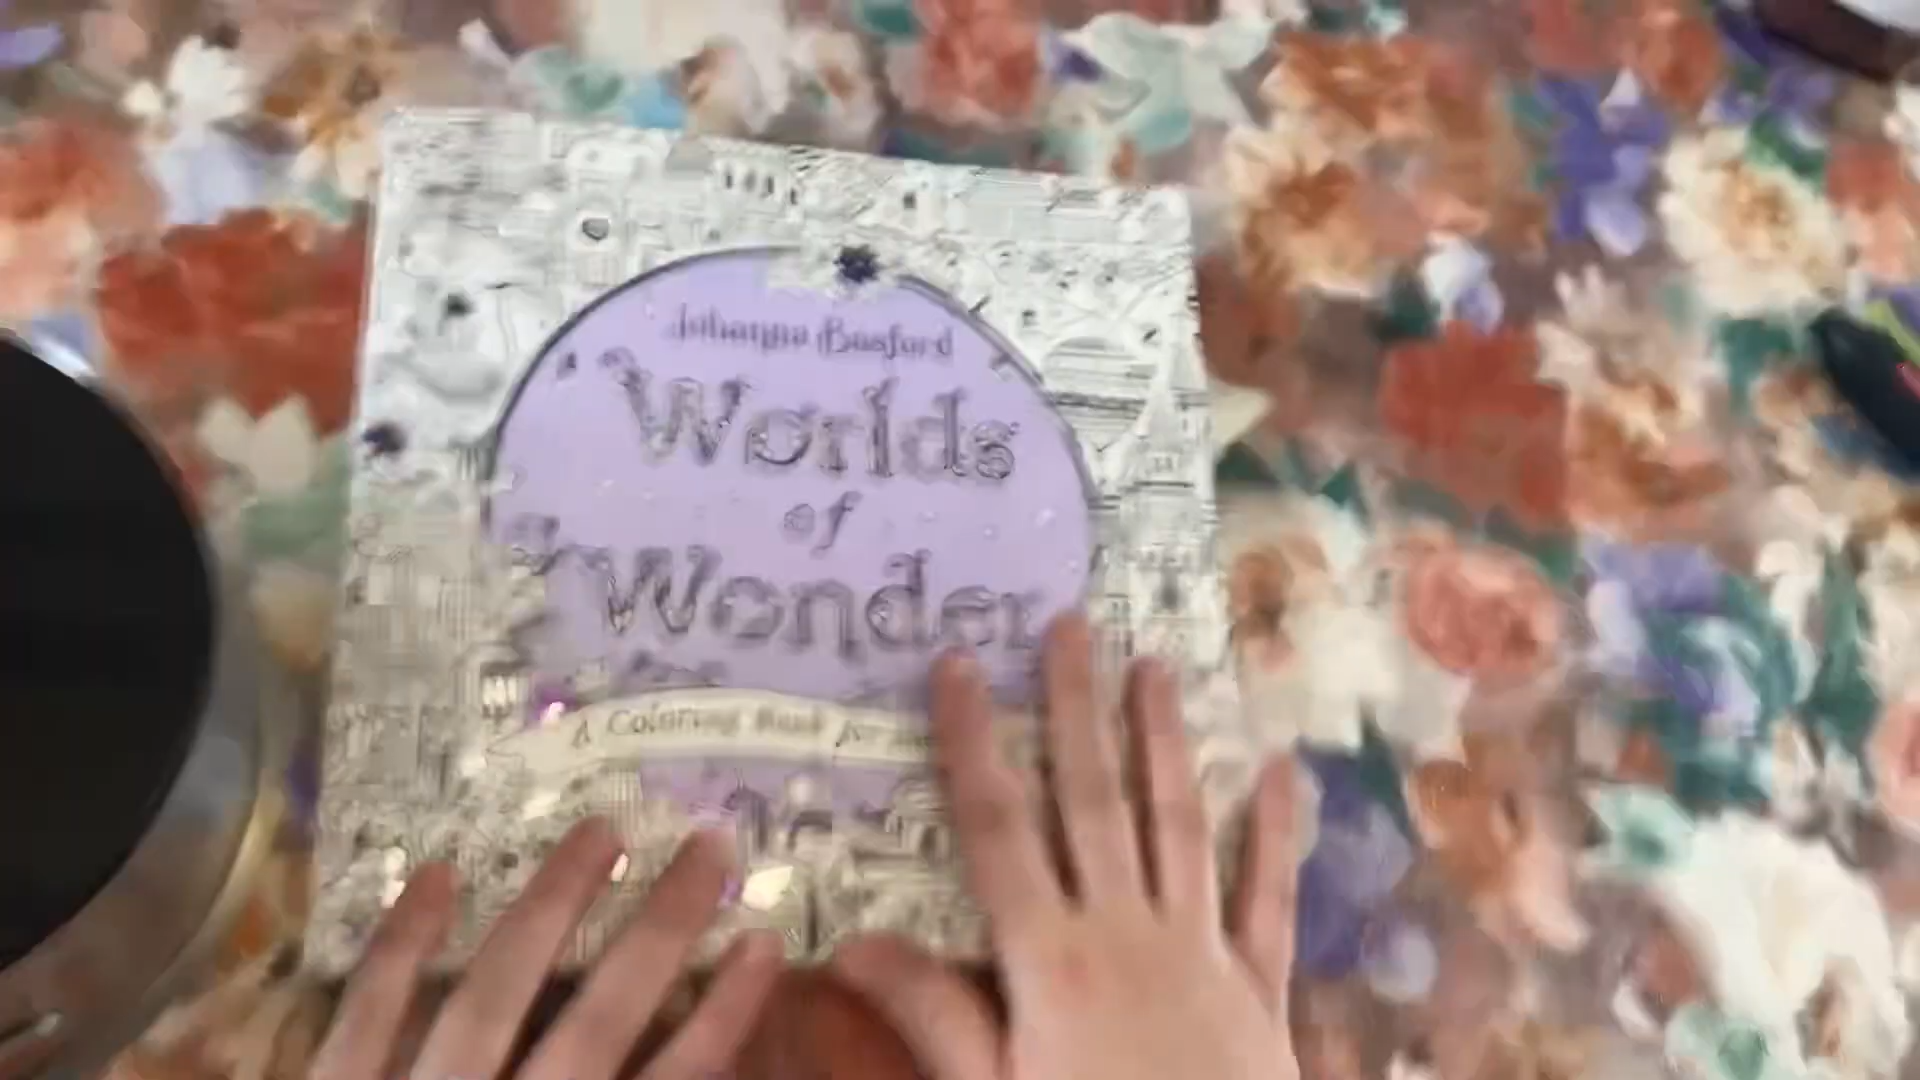 Johanna Basford
Worlds
of
Wonder
A Coloring Book for